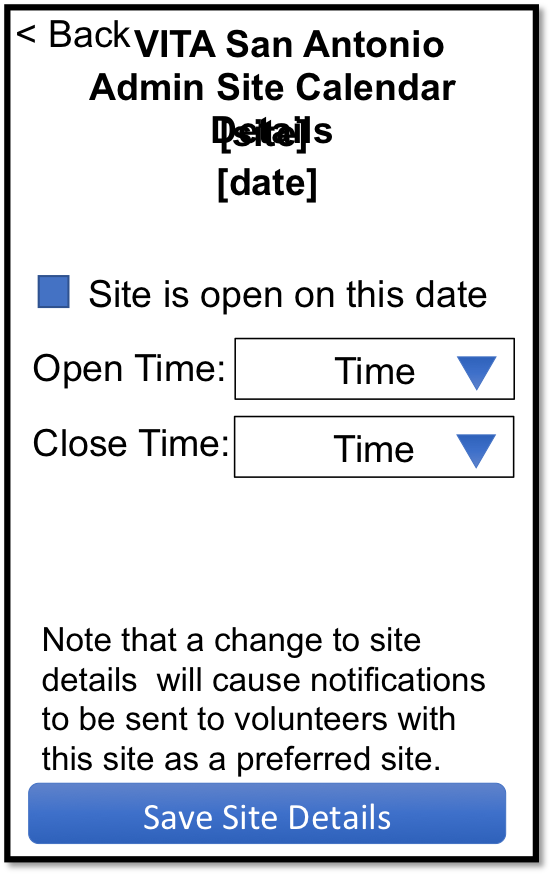 < Back
VITA San Antonio
Admin Site Calendar
Details
[site]
[date]
Site is open on this date
Open Time:
Time
Close Time:
Time
Note that a change to site
details  will cause notifications
to be sent to volunteers with
this site as a preferred site.
Save Site Details